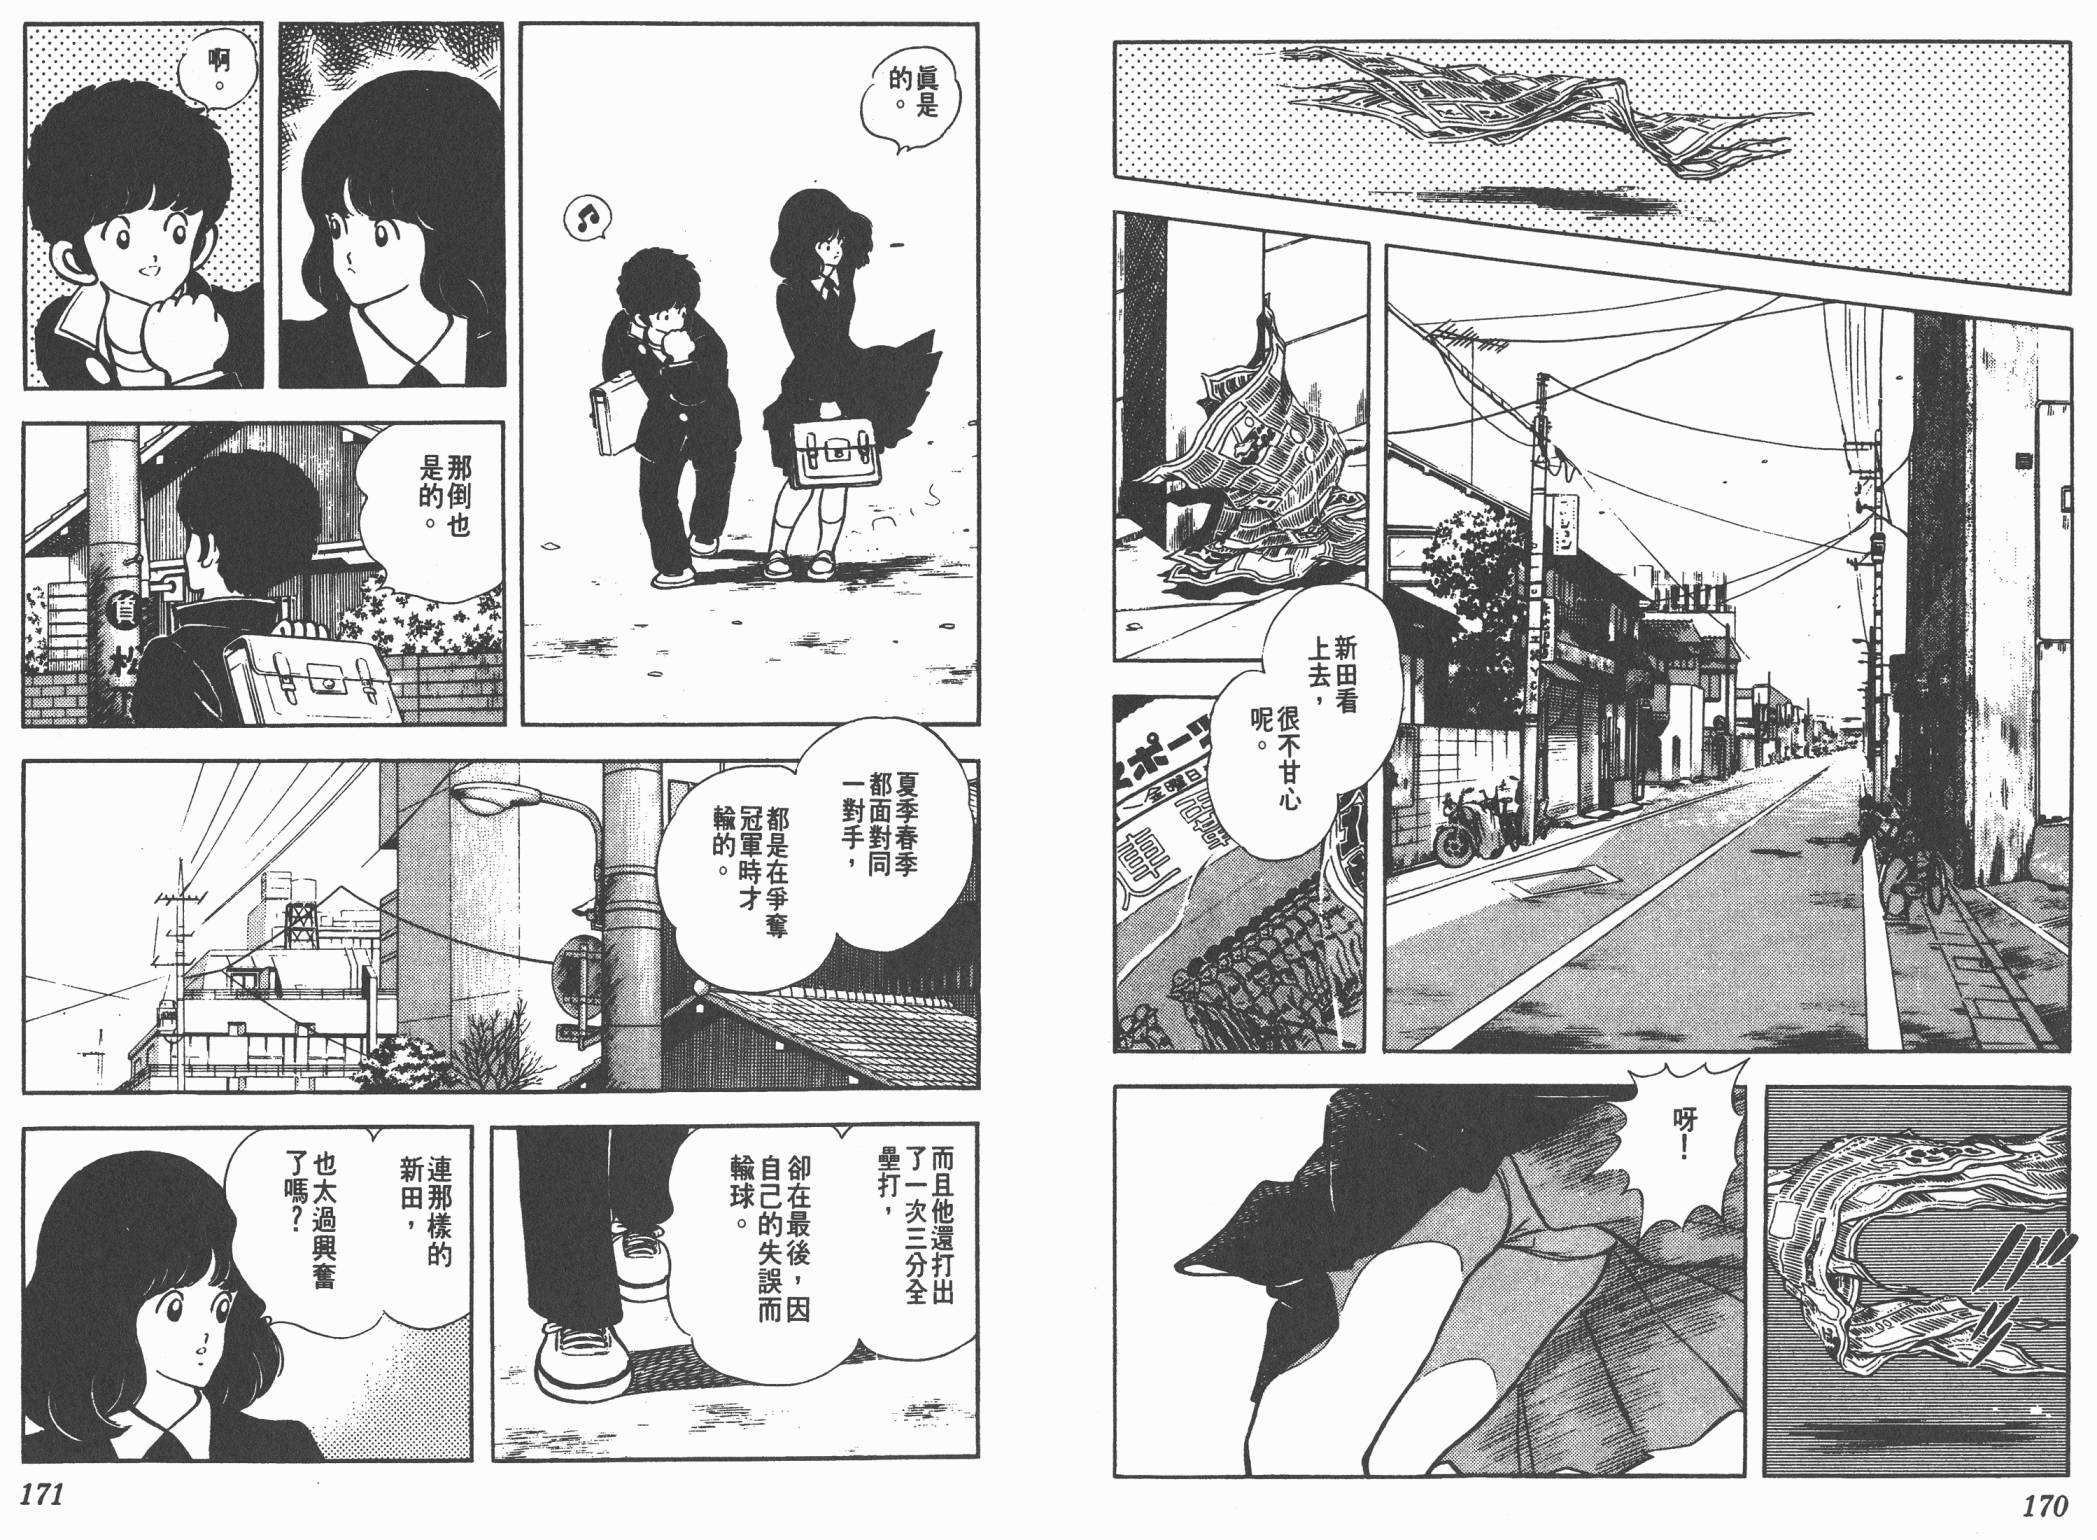 新田看
上去，
很不甘心
呢。
スポーツ
金曜日
呀！
170
眞是
的。
啊。
那倒也
是的。
質
夏季春季
都面對同
一對手，
都是在爭奪
冠軍時才
輸的。
而且他還打出
了一次三分全
壘打，
卻在最後，因
自己的失誤而
輸球。
連那樣的
新田，
也太過興奮
了嗎？
171